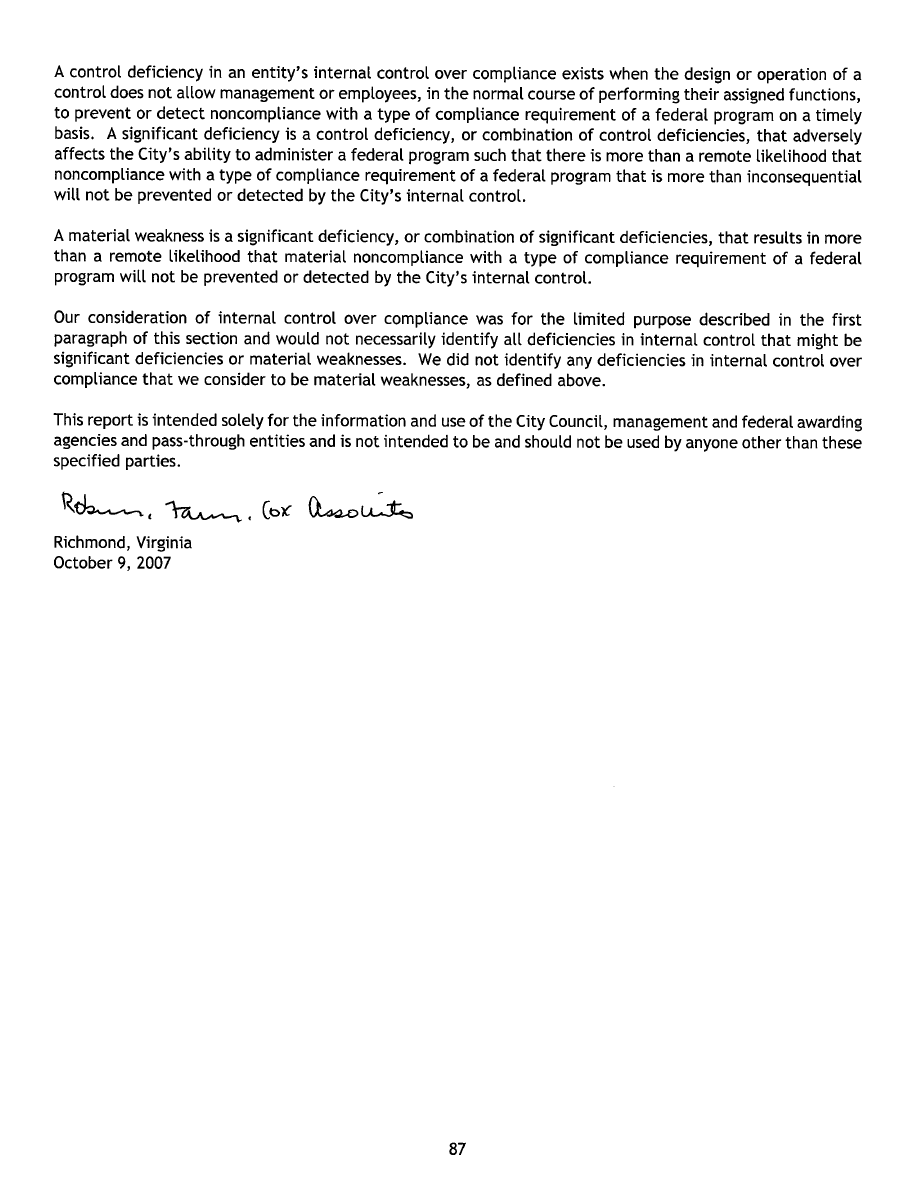 A control deficiency in an entity's internal control over compliance exists when the design or operation of a
control does not allow management or employees, in the normal course of performing their assigned functions,
to prevent or detect noncompliance with a type of compliance requirement of a federal program on a timely
basis.  A significant deficiency is a control deficiency, or combination of control deficiencies, that adversely
affects the City's ability to administer a federal program such that there is more than a remote likelihood that
noncompliance with a type of compliance requirement of a federal program that is more than inconsequential
will not be prevented or detected by the City's internal control.
A material weakness is a significant deficiency, or combination of significant deficiencies, that results in more
than a remote likelihood that material noncompliance with a type of compliance requirement of a federal
program will not be prevented or detected by the City's internal control.
Our consideration of internal control over compliance was for the limited purpose described in the first
paragraph of this section and would not necessarily identify all deficiencies in internal control that might be
significant deficiencies or material weaknesses.  We did not identify any deficiencies in internal control over
compliance that we consider to be material weaknesses, as defined above.
This report is intended solely for the information and use of the City Council, management and federal awarding
agencies and pass-through entities and is not intended to be and should not be used by anyone other than these
specified parties.
Cox Associates
Richmond, Virginia
October 9, 2007
87